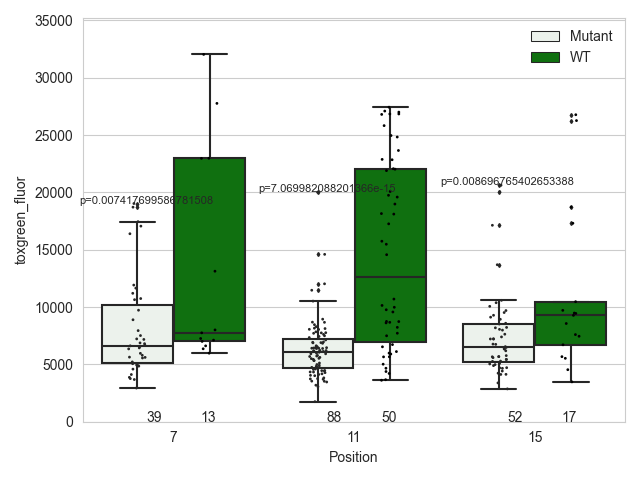 35000
30000
25000
20000
15000
10000
5000
0
toxgreen_fluor
Mutant
WT
p=0.007417699586781508
p=7.069982088201366e-15
p=0.008696765402653388
39
13
88
50
52
17
7
11
15
Position